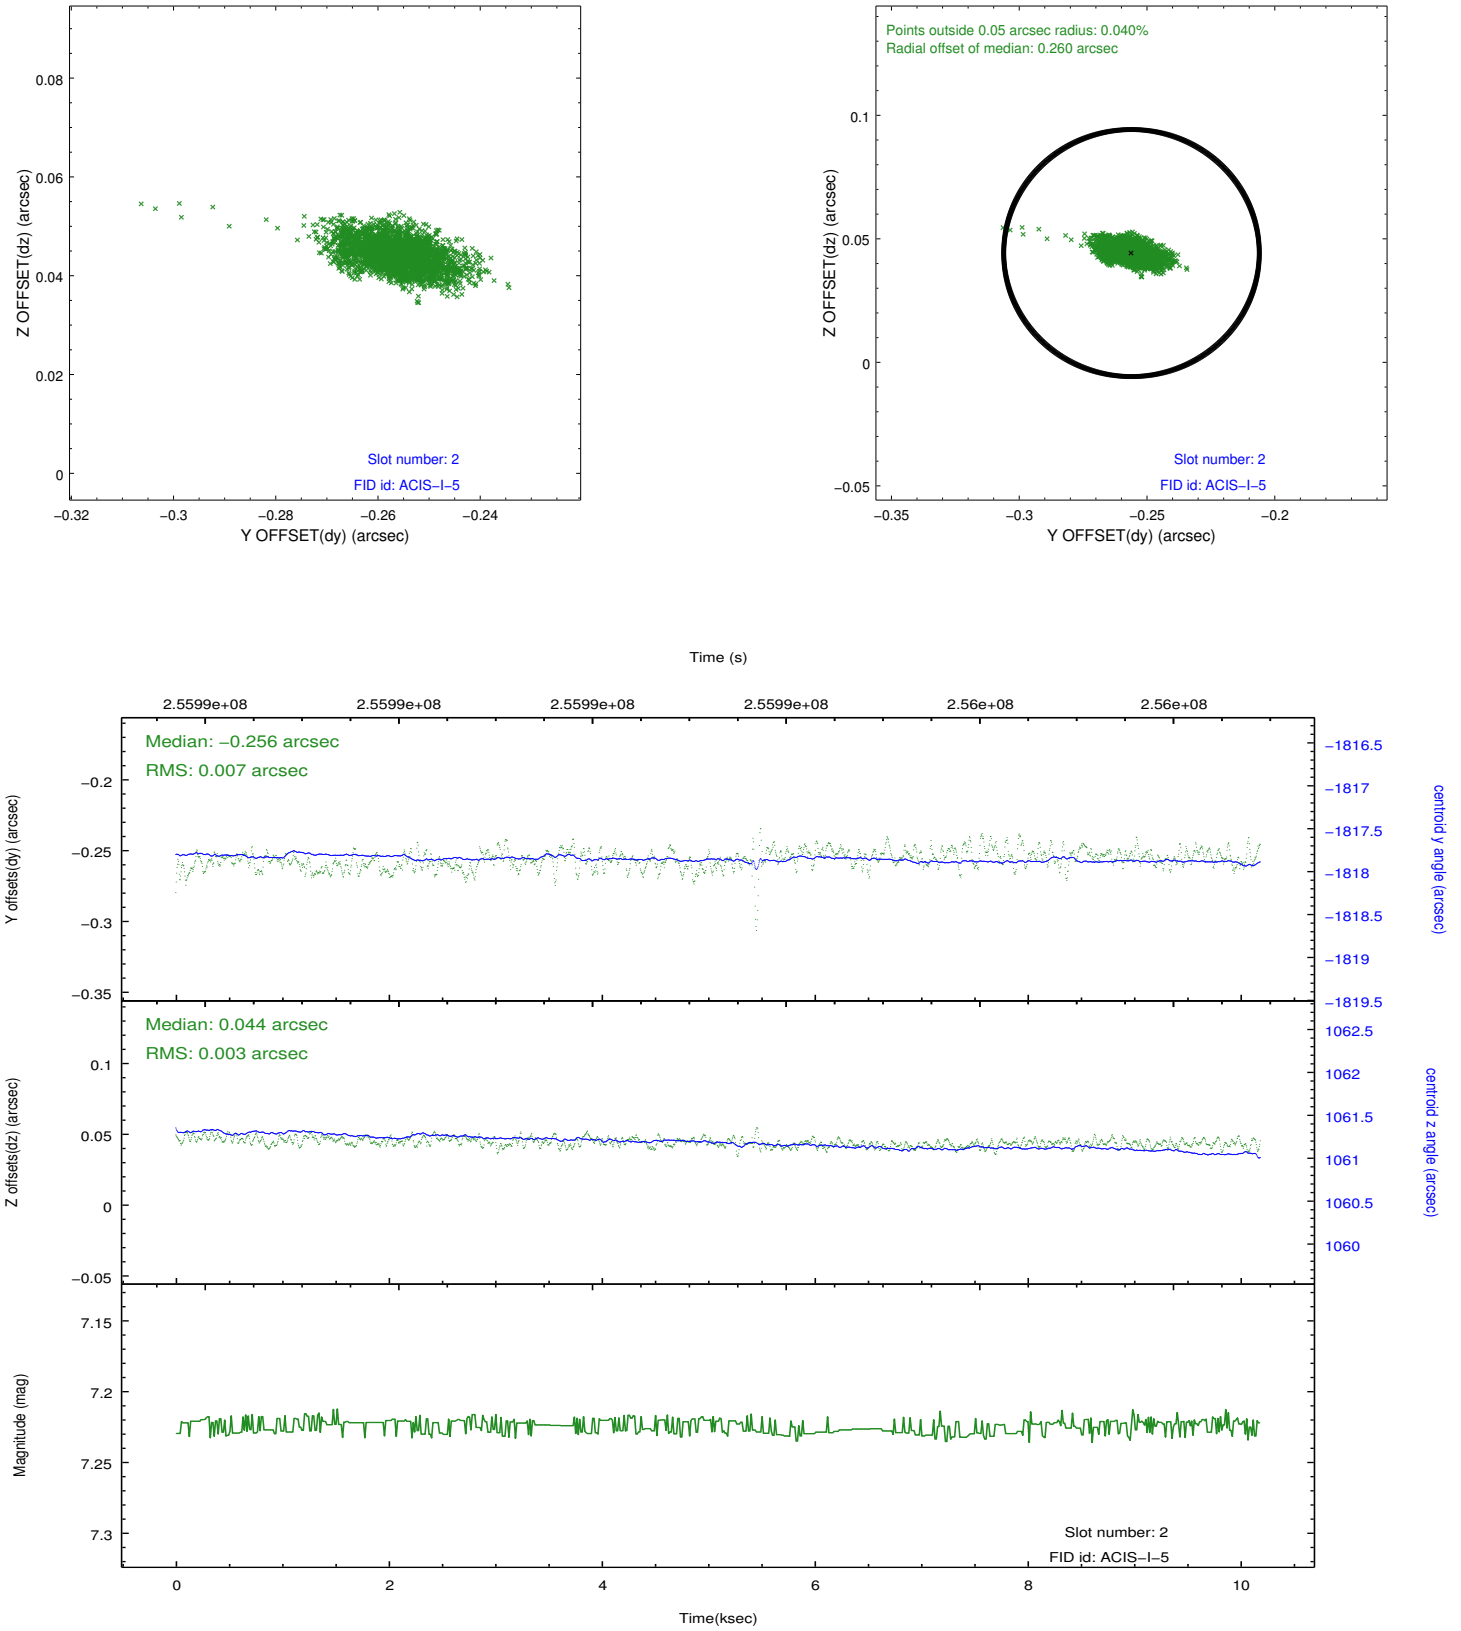 0.08
0.06
0.04
0.02
0
Z OFFSET(dz) (arcsec)
−0.32 −0.3 −0.28 −0.26 −0.24
Y OFFSET(dy) (arcsec)
Slot number: 2
FID id: ACIS−I−5
Points outside 0.05 arcsec radius: 0.040%
Radial offset of median: 0.260 arcsec
0.1
0.05
0
−0.05
Z OFFSET(dz) (arcsec)
−0.35 −0.3 −0.25 −0.2
Y OFFSET(dy) (arcsec)
Slot number: 2
FID id: ACIS−I−5
Time (s)
2.5599e+08 2.5599e+08 2.5599e+08 2.5599e+08 2.56e+08 2.56e+08
Median: −0.256 arcsec
RMS: 0.007 arcsec
−0.2
−0.25
−0.3
−0.35
Y offsets(dy) (arcsec)
−1816.5
−1817
−1817.5
−1818
−1818.5
−1819
−1819.5
centroid y angle (arcsec)
Median: 0.044 arcsec
RMS: 0.003 arcsec
0.1
0.05
0
−0.05
Z offsets(dz) (arcsec)
1062.5
1062
1061.5
1061
1060.5
1060
centroid z angle (arcsec)
7.15
7.2
7.25
7.3
Magnitude (mag)
Slot number: 2
FID id: ACIS−I−5
0 2 4 6 8 10
Time(ksec)